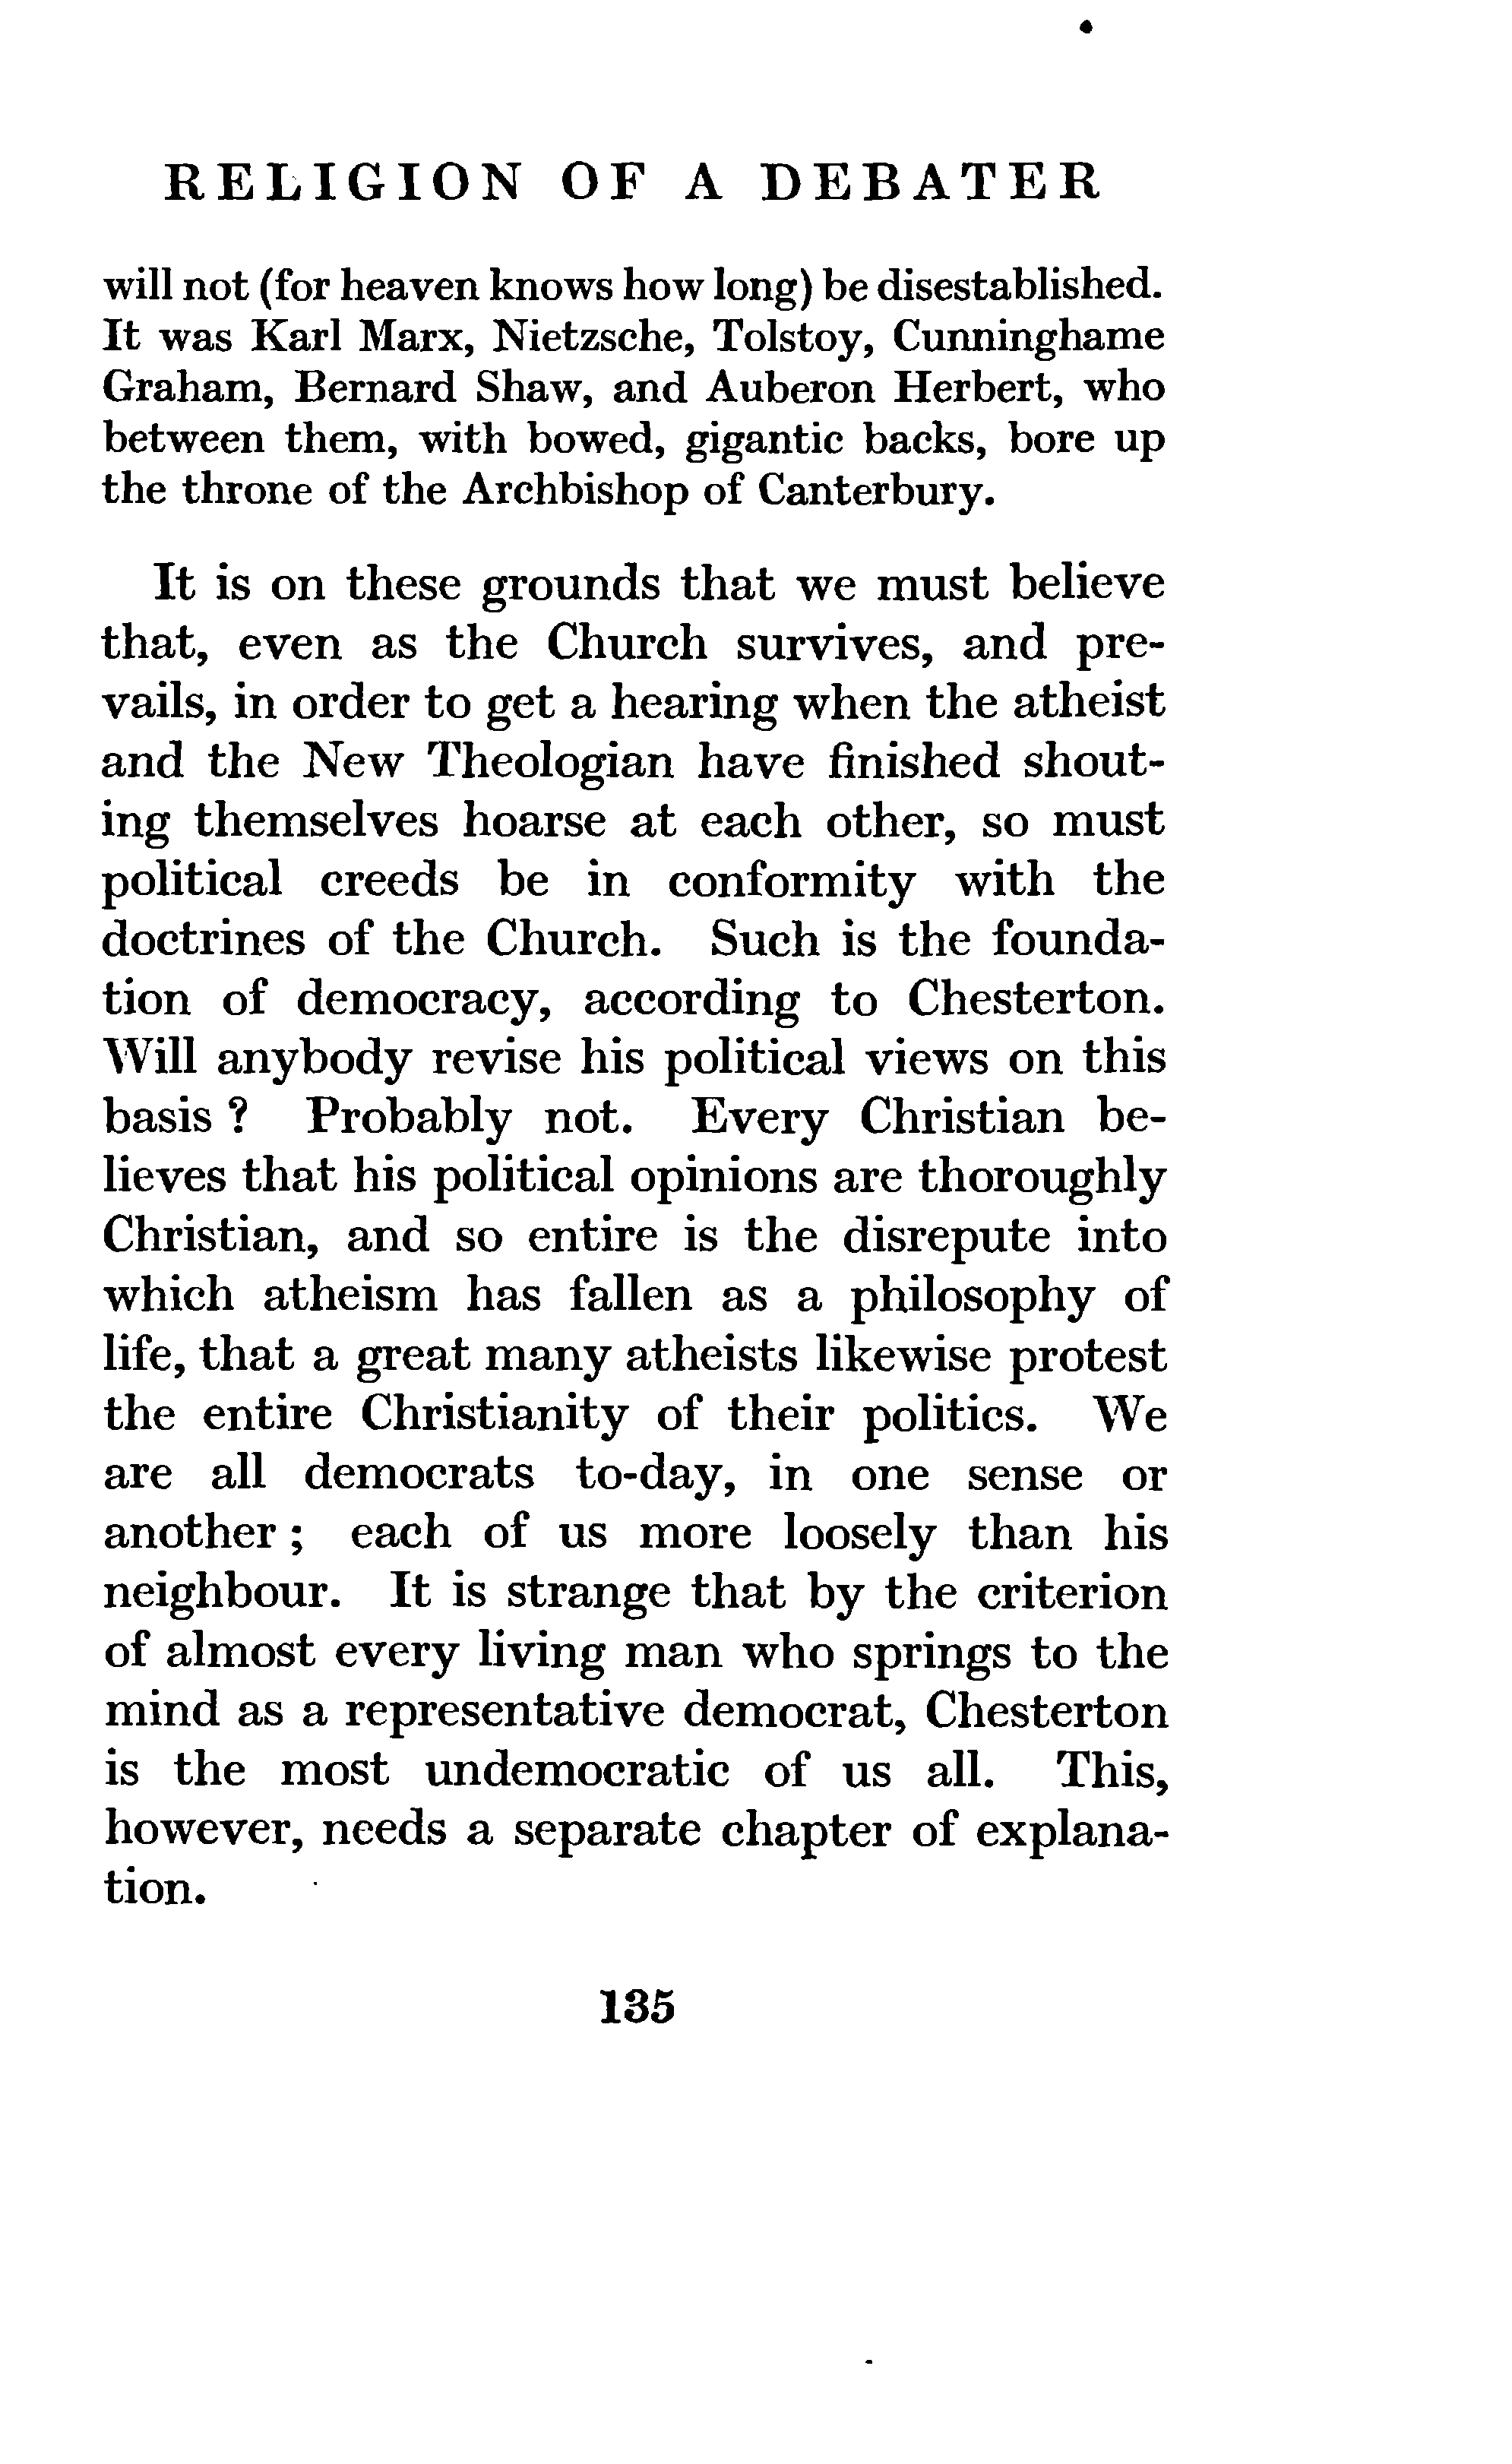 RELIGION OF A DEBATER
will not (for heaven knows how long) be disestablished.
It was Karl Marx, Nietzsche, Tolstoy, Cunninghame
Graham, Bernard Shaw, and Auberon Herbert, who
between them, with bowed, gigantic backs, bore up
the throne of the Archbishop of Canterbury.
It is on these grounds that we must believe
that, even as the Church survives, and pre-
vails, in order to get a hearing when the atheist
and the New Theologian have finished shout-
ing themselves hoarse at each other, so must
political creeds be in conformity with the
doctrines of the Church. Such is the founda-
tion of democracy, according to Chesterton.
Will anybody revise his political views on this
basis ? Probably not. Every Christian be-
lieves that his political opinions are thoroughly
Christian, and so entire is the disrepute into
which atheism has fallen as a philosophy of
life, that a great many atheists likewise protest
the entire Christianity of their politics. We
are all democrats to-day, in one sense or
another ; each of us more loosely than his
neighbour. It is strange that by the criterion
of almost every living man who springs to the
mind as a representative democrat, Chesterton
is the most undemocratic of us all. This,
however, needs a separate chapter of explana-
tion.
135